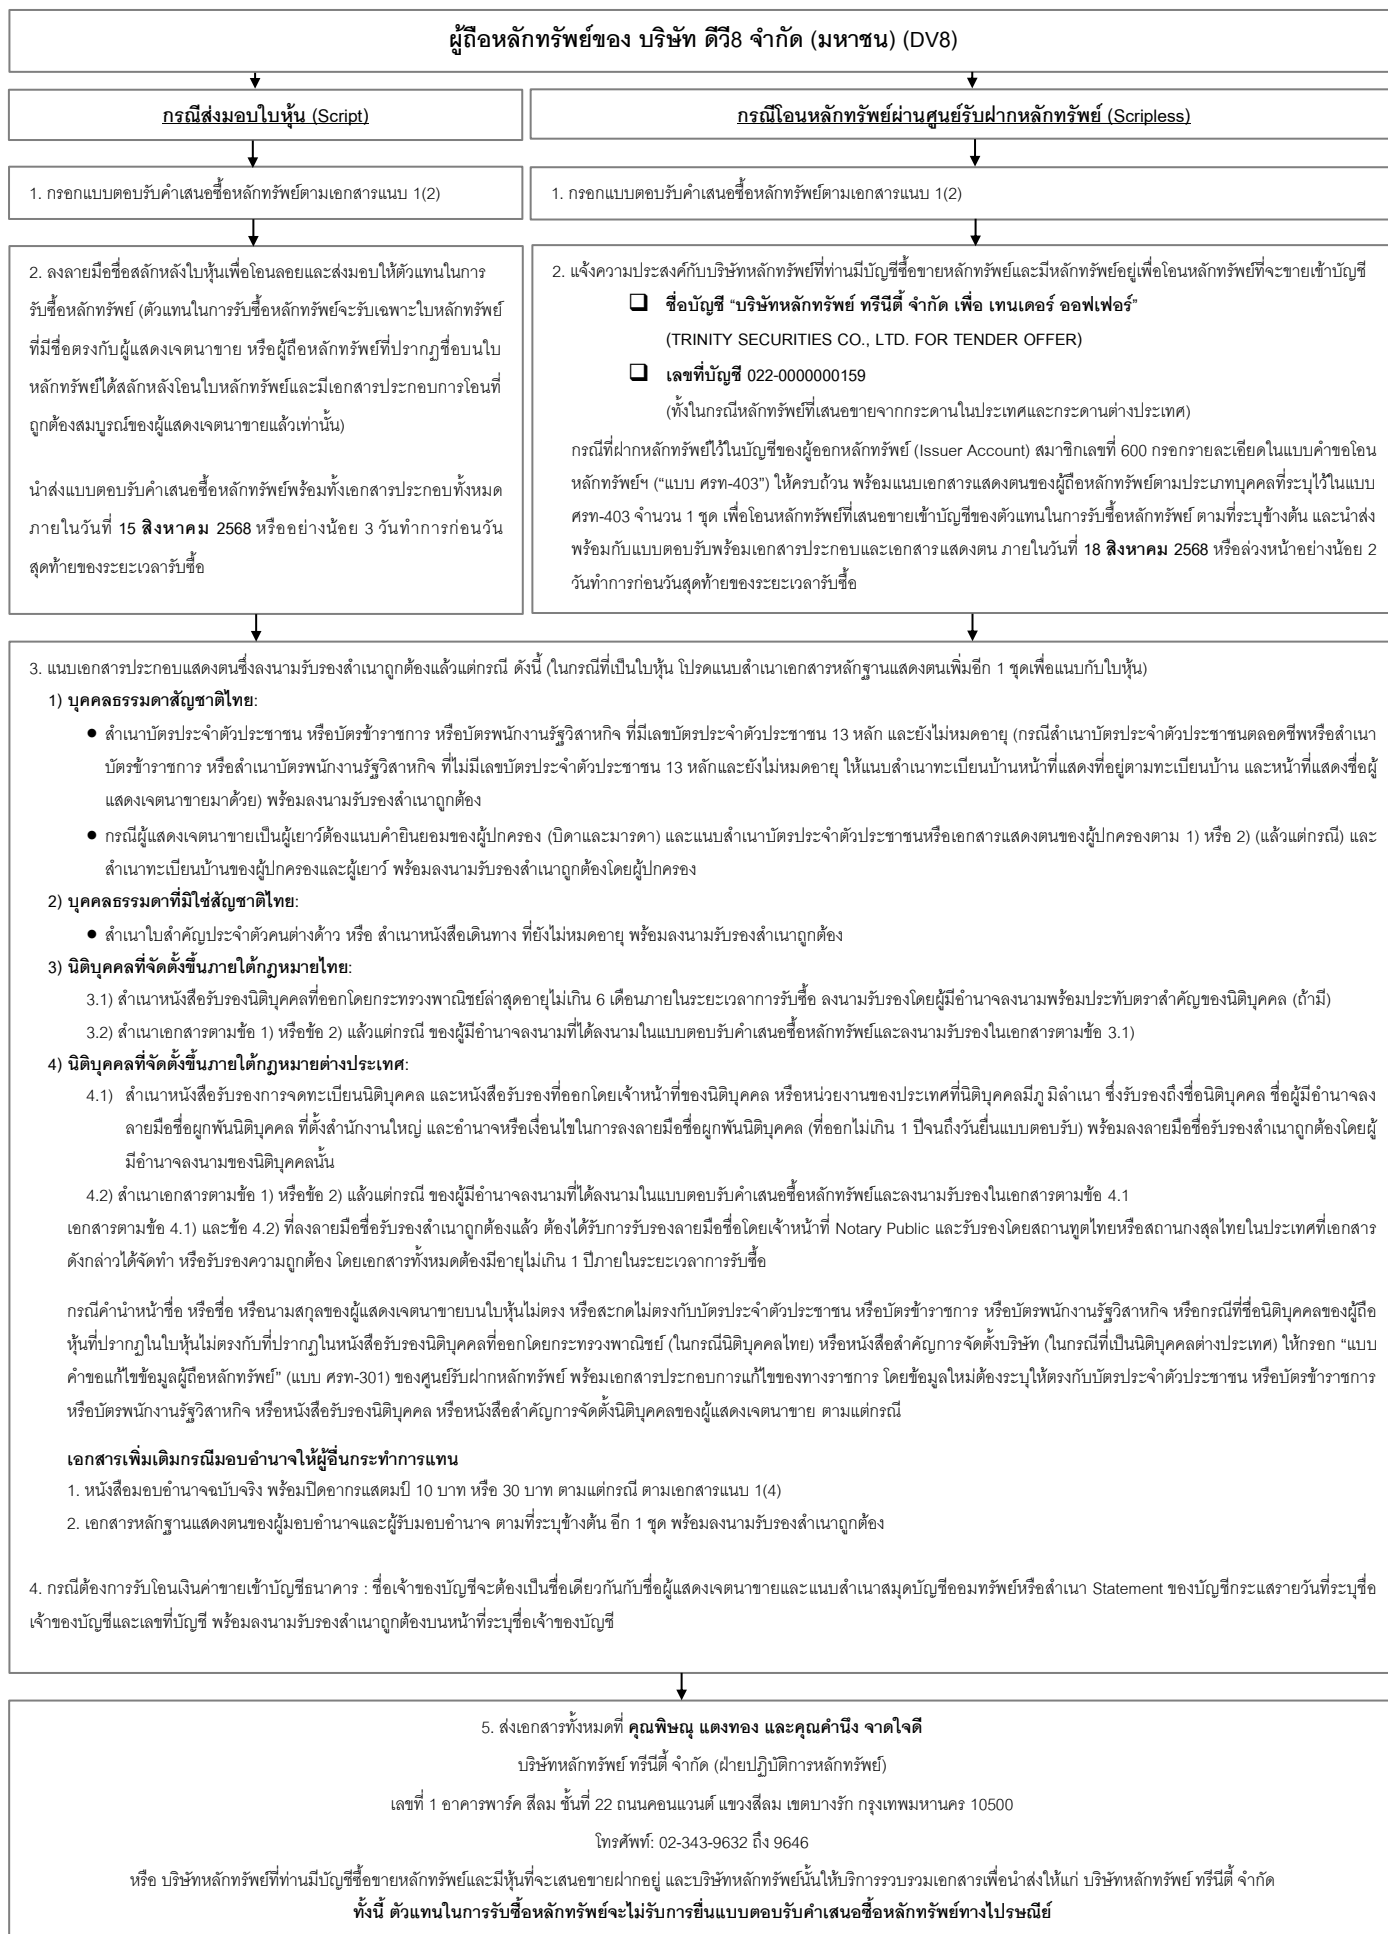 ผู้ถือหลักทรัพย์ของ บริษัท ดีวี8 จำกัด (มหาชน) (DV8)
กรณีส่งมอบใบหุ้น (Script)
1. กรอกแบบตอบรับคำเสนอซื้อหลักทรัพย์ตามเอกสารแนบ 1(2)
2. ลงลายมือชื่อสลักหลังใบหุ้นเพื่อโอนลอยและส่งมอบให้ตัวแทนในการ
รับซื้อหลักทรัพย์ (ตัวแทนในการรับซื้อหลักทรัพย์จะรับเฉพาะใบหลักทรัพย์
ที่มีชื่อตรงกับผู้แสดงเจตนาขาย หรือผู้ถือหลักทรัพย์ที่ปรากฏชื่อบนใบ
หลักทรัพย์ได้สลักหลังโอนใบหลักทรัพย์และมีเอกสารประกอบการโอนที่
ถูกต้องสมบูรณ์ของผู้แสดงเจตนาขายแล้วเท่านั้น)
นำส่งแบบตอบรับคำเสนอซื้อหลักทรัพย์พร้อมทั้งเอกสารประกอบทั้งหมด
ภายในวันที่ 15 สิงหาคม 2568 หรืออย่างน้อย 3 วันทำการก่อนวัน
สุดท้ายของระยะเวลารับซื้อ
กรณีโอนหลักทรัพย์ผ่านศูนย์รับฝากหลักทรัพย์ (Scripless)
1. กรอกแบบตอบรับคำเสนอซื้อหลักทรัพย์ตามเอกสารแนบ 1(2)
2. แจ้งความประสงค์กับบริษัทหลักทรัพย์ที่ท่านมีบัญชีซื้อขายหลักทรัพย์และมีหลักทรัพย์อยู่เพื่อโอนหลักทรัพย์ที่จะขายเข้าบัญชี
❑ ชื่อบัญชี “บริษัทหลักทรัพย์ ทรีนีตี้ จำกัด เพื่อ เทนเดอร์ ออฟเฟอร์”
(TRINITY SECURITIES CO., LTD. FOR TENDER OFFER)
❑ เลขที่บัญชี 022-0000000159
(ทั้งในกรณีหลักทรัพย์ที่เสนอขายจากกระดานในประเทศและกระดานต่างประเทศ)
กรณีที่ฝากหลักทรัพย์ไว้ในบัญชีของผู้ออกหลักทรัพย์ (Issuer Account) สมาชิกเลขที่ 600 กรอกรายละเอียดในแบบคำขอโอน
หลักทรัพย์ฯ (“แบบ ศรท-403”) ให้ครบถ้วน พร้อมแนบเอกสารแสดงตนของผู้ถือหลักทรัพย์ตามประเภทบุคคลที่ระบุไว้ในแบบ
ศรท-403 จำนวน 1 ชุด เพื่อโอนหลักทรัพย์ที่เสนอขายเข้าบัญชีของตัวแทนในการรับซื้อหลักทรัพย์ ตามที่ระบุข้างต้น และนำส่ง
พร้อมกับแบบตอบรับพร้อมเอกสารประกอบและเอกสารแสดงตน ภายในวันที่ 18 สิงหาคม 2568 หรือล่วงหน้าอย่างน้อย 2
วันทำการก่อนวันสุดท้ายของระยะเวลารับซื้อ
3. แนบเอกสารประกอบแสดงตนซึ่งลงนามรับรองสำเนาถูกต้องแล้วแต่กรณี ดังนี้ (ในกรณีที่เป็นใบหุ้น โปรดแนบสำเนาเอกสารหลักฐานแสดงตนเพิ่มอีก 1 ชุดเพื่อแนบกับใบหุ้น)
1) บุคคลธรรมดาสัญชาติไทย:
● สำเนาบัตรประจำตัวประชาชน หรือบัตรข้าราชการ หรือบัตรพนักงานรัฐวิสาหกิจ ที่มีเลขบัตรประจำตัวประชาชน 13 หลัก และยังไม่หมดอายุ (กรณีสำเนาบัตรประจำตัวประชาชนตลอดชีพหรือสำเนา
บัตรข้าราชการ หรือสำเนาบัตรพนักงานรัฐวิสาหกิจ ที่ไม่มีเลขบัตรประจำตัวประชาชน 13 หลักและยังไม่หมดอายุ ให้แนบสำเนาทะเบียนบ้านหน้าที่แสดงที่อยู่ตามทะเบียนบ้าน และหน้าที่แสดงชื่อผู้
แสดงเจตนาขายมาด้วย) พร้อมลงนามรับรองสำเนาถูกต้อง
● กรณีผู้แสดงเจตนาขายเป็นผู้เยาว์ต้องแนบคำยินยอมของผู้ปกครอง (บิดาและมารดา) และแนบสำเนาบัตรประจำตัวประชาชนหรือเอกสารแสดงตนของผู้ปกครองตาม 1) หรือ 2) (แล้วแต่กรณี) และ
สำเนาทะเบียนบ้านของผู้ปกครองและผู้เยาว์ พร้อมลงนามรับรองสำเนาถูกต้องโดยผู้ปกครอง
2) บุคคลธรรมดาที่มิใช่สัญชาติไทย:
● สำเนาใบสำคัญประจำตัวคนต่างด้าว หรือ สำเนาหนังสือเดินทาง ที่ยังไม่หมดอายุ พร้อมลงนามรับรองสำเนาถูกต้อง
3) นิติบุคคลที่จัดตั้งขึ้นภายใต้กฎหมายไทย:
3.1) สำเนาหนังสือรับรองนิติบุคคลที่ออกโดยกระทรวงพาณิชย์ล่าสุดอายุไม่เกิน 6 เดือนภายในระยะเวลาการรับซื้อ ลงนามรับรองโดยผู้มีอำนาจลงนามพร้อมประทับตราสำคัญของนิติบุคคล (ถ้ามี)
3.2) สำเนาเอกสารตามข้อ 1) หรือข้อ 2) แล้วแต่กรณี ของผู้มีอำนาจลงนามที่ได้ลงนามในแบบตอบรับคำเสนอซื้อหลักทรัพย์และลงนามรับรองในเอกสารตามข้อ 3.1)
4) นิติบุคคลที่จัดตั้งขึ้นภายใต้กฎหมายต่างประเทศ:
4.1) สำเนาหนังสือรับรองการจดทะเบียนนิติบุคคล และหนังสือรับรองที่ออกโดยเจ้าหน้าที่ของนิติบุคคล หรือหน่วยงานของประเทศที่นิติบุคคลมีภูมิลำเนา ซึ่งรับรองถึงชื่อนิติบุคคล ชื่อผู้มีอำนาจลง
ลายมือชื่อผูกพันนิติบุคคล ที่ตั้งสำนักงานใหญ่ และอำนาจหรือเงื่อนไขในการลงลายมือชื่อผูกพันนิติบุคคล (ที่ออกไม่เกิน 1 ปีจนถึงวันยื่นแบบตอบรับ) พร้อมลงลายมือชื่อรับรองสำเนาถูกต้องโดยผู้
มีอำนาจลงนามของนิติบุคคลนั้น
4.2) สำเนาเอกสารตามข้อ 1) หรือข้อ 2) แล้วแต่กรณี ของผู้มีอำนาจลงนามที่ได้ลงนามในแบบตอบรับคำเสนอซื้อหลักทรัพย์และลงนามรับรองในเอกสารตามข้อ 4.1
เอกสารตามข้อ 4.1) และข้อ 4.2) ที่ลงลายมือชื่อรับรองสำเนาถูกต้องแล้ว ต้องได้รับการรับรองลายมือชื่อโดยเจ้าหน้าที่ Notary Public และรับรองโดยสถานทูตไทยหรือสถานกงสุลไทยในประเทศที่เอกสาร
ดังกล่าวได้จัดทำ หรือรับรองความถูกต้อง โดยเอกสารทั้งหมดต้องมีอายุไม่เกิน 1 ปีภายในระยะเวลาการรับซื้อ
กรณีคำนำหน้าชื่อ หรือชื่อ หรือนามสกุลของผู้แสดงเจตนาขายบนใบหุ้นไม่ตรง หรือสะกดไม่ตรงกับบัตรประจำตัวประชาชน หรือบัตรข้าราชการ หรือบัตรพนักงานรัฐวิสาหกิจ หรือกรณีที่ชื่อนิติบุคคลของผู้ถือ
หุ้นที่ปรากฏในใบหุ้นไม่ตรงกับที่ปรากฏในหนังสือรับรองนิติบุคคลที่ออกโดยกระทรวงพาณิชย์ (ในกรณีนิติบุคคลไทย) หรือหนังสือสำคัญการจัดตั้งบริษัท (ในกรณีที่เป็นนิติบุคคลต่างประเทศ) ให้กรอก “แบบ
คำขอแก้ไขข้อมูลผู้ถือหลักทรัพย์” (แบบ ศรท-301) ของศูนย์รับฝากหลักทรัพย์ พร้อมเอกสารประกอบการแก้ไขของทางราชการ โดยข้อมูลใหม่ต้องระบุให้ตรงกับบัตรประจำตัวประชาชน หรือบัตรข้าราชการ
หรือบัตรพนักงานรัฐวิสาหกิจ หรือหนังสือรับรองนิติบุคคล หรือหนังสือสำคัญการจัดตั้งนิติบุคคลของผู้แสดงเจตนาขาย ตามแต่กรณี
เอกสารเพิ่มเติมกรณีมอบอำนาจให้ผู้อื่นกระทำการแทน
1. หนังสือมอบอำนาจฉบับจริง พร้อมปิดอากรแสตมป์ 10 บาท หรือ 30 บาท ตามแต่กรณี ตามเอกสารแนบ 1(4)
2. เอกสารหลักฐานแสดงตนของผู้มอบอำนาจและผู้รับมอบอำนาจ ตามที่ระบุข้างต้น อีก 1 ชุด พร้อมลงนามรับรองสำเนาถูกต้อง
4. กรณีต้องการรับโอนเงินค่าขายเข้าบัญชีธนาคาร : ชื่อเจ้าของบัญชีจะต้องเป็นชื่อเดียวกันกับชื่อผู้แสดงเจตนาขายและแนบสำเนาสมุดบัญชีออมทรัพย์หรือสำเนา Statement ของบัญชีกระแสรายวันที่ระบุชื่อ
เจ้าของบัญชีและเลขที่บัญชี พร้อมลงนามรับรองสำเนาถูกต้องบนหน้าที่ระบุชื่อเจ้าของบัญชี
5. ส่งเอกสารทั้งหมดที่ คุณพิษณุ แตงทอง และคุณคำนึง จาดใจดี
บริษัทหลักทรัพย์ ทรีนีตี้ จำกัด (ฝ่ายปฏิบัติการหลักทรัพย์)
เลขที่ 1 อาคารพาร์ค สีลม ชั้นที่ 22 ถนนคอนแวนต์ แขวงสีลม เขตบางรัก กรุงเทพมหานคร 10500
โทรศัพท์: 02-343-9632 ถึง 9646
หรือ บริษัทหลักทรัพย์ที่ท่านมีบัญชีซื้อขายหลักทรัพย์และมีหุ้นที่จะเสนอขายฝากอยู่ และบริษัทหลักทรัพย์นั้นให้บริการรวบรวมเอกสารเพื่อนำส่งให้แก่ บริษัทหลักทรัพย์ ทรีนีตี้ จำกัด
ทั้งนี้ ตัวแทนในการรับซื้อหลักทรัพย์จะไม่รับการยื่นแบบตอบรับคำเสนอซื้อหลักทรัพย์ทางไปรษณีย์